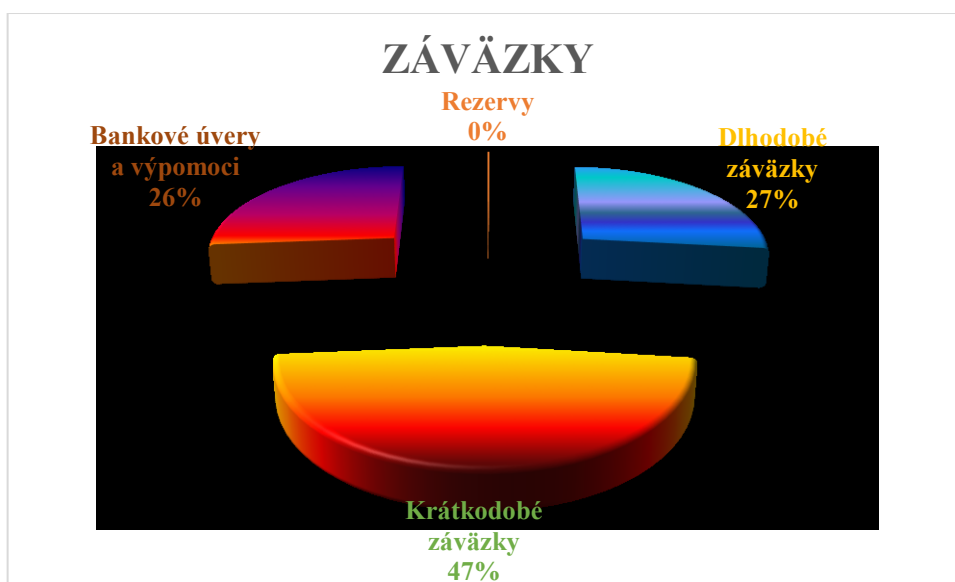 ZÁVÄZKY
Rezervy
0%
Bankové úvery
a výpomoci
26%
Dlhodobé
záväzky
27%
Krátkodobé
záväzky
47%